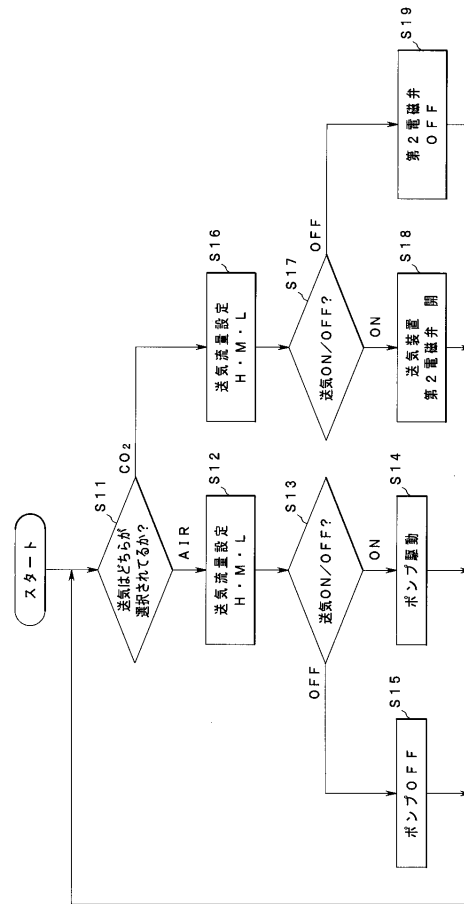 スタート
S11
送気はどちらが
選択されてるか?
CO₂
AIR
S12
送気流量設定
H・M・L
S16
送気流量設定
H・M・L
S13
送気ON/OFF?
OFF
ON
S17
送気ON/OFF?
OFF
ON
S15
ポンプOFF
S14
ポンプ駆動
S18
送気装置
第2電磁弁 開
S19
第2電磁弁
OFF